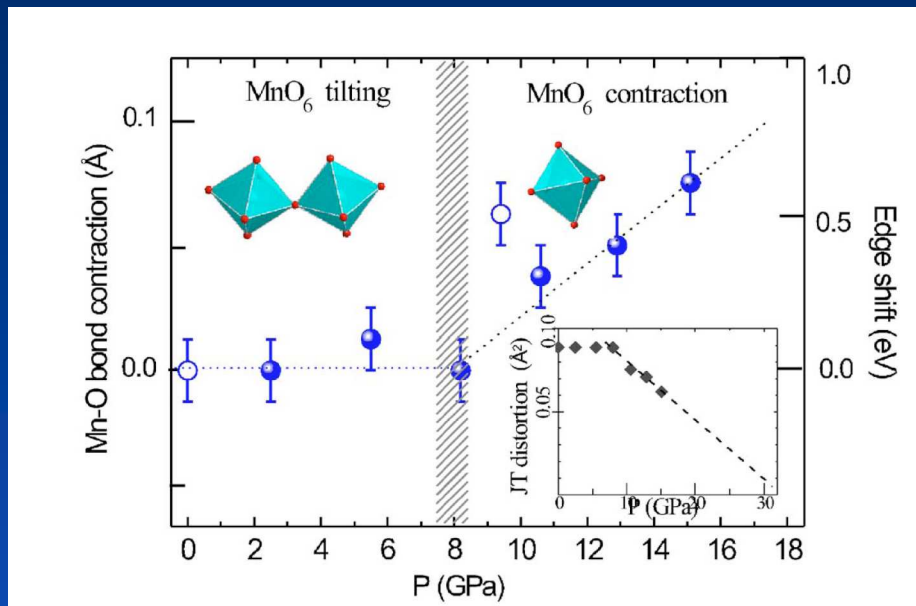 MnO₆ tilting
MnO₆ contraction
Mn-O bond contraction (Å)
0.1
0.0
Edge shift (eV)
1.0
0.5
0.0
JT distortion (Å²)
0.10
0.05
0 10 20 30
P (GPa)
0 2 4 6 8 10 12 14 16 18
P (GPa)